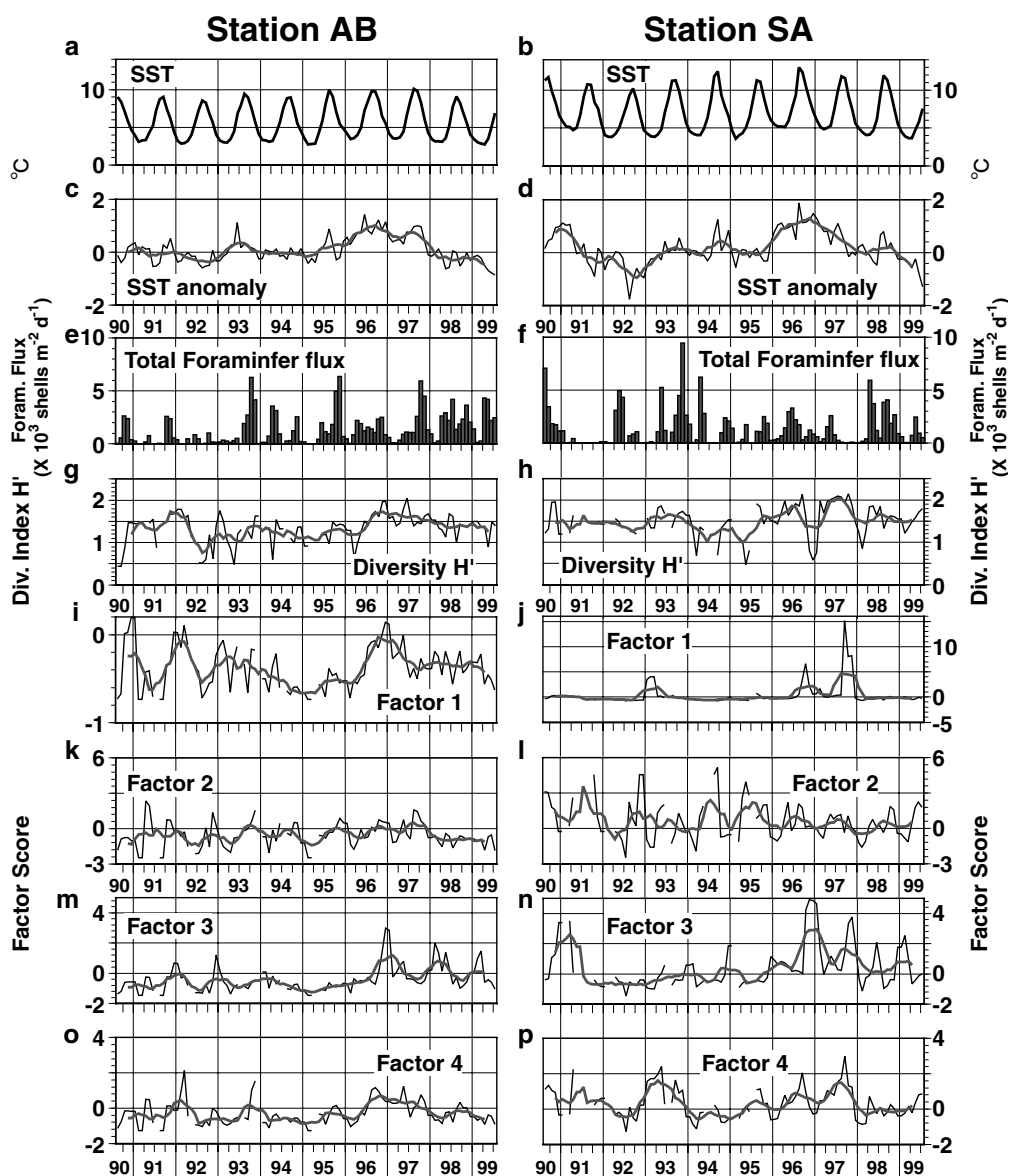 Station AB
Station SA
a
b
SST
SST
10
0
10
0
°C
°C
c
d
2
0
-2
2
0
-2
SST anomaly
SST anomaly
90 91 92 93 94 95 96 97 98 99
90 91 92 93 94 95 96 97 98 99
Foram. Flux
(X 10³ shells m⁻² d⁻¹)
Foram. Flux
(X 10³ shells m⁻² d⁻¹)
e
f
10
5
0
10
5
0
Total Foraminfer flux
Total Foraminfer flux
g
h
Div. Index H'
Div. Index H'
2
1
0
2
1
0
Diversity H'
Diversity H'
90 91 92 93 94 95 96 97 98 99
90 91 92 93 94 95 96 97 98 99
i
j
0
-1
10
5
0
-5
Factor 1
Factor 1
k
l
6
3
0
-3
6
3
0
-3
Factor 2
Factor 2
Factor Score
Factor Score
90 91 92 93 94 95 96 97 98 99
90 91 92 93 94 95 96 97 98 99
m
n
4
2
0
-2
4
2
0
-2
Factor 3
Factor 3
o
p
4
2
0
-2
4
2
0
-2
Factor 4
Factor 4
90 91 92 93 94 95 96 97 98 99
90 91 92 93 94 95 96 97 98 99